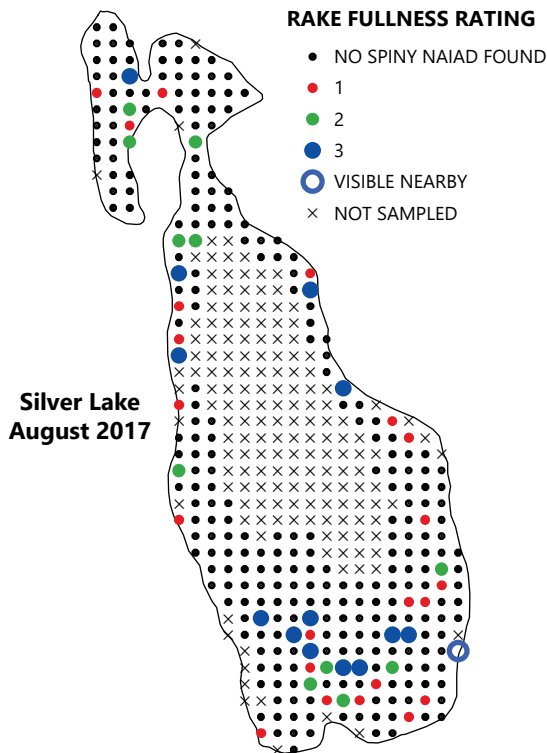 RAKE FULLNESS RATING
NO SPINY NAIAD FOUND
1
2
3
VISIBLE NEARBY
NOT SAMPLED
Silver Lake
August 2017